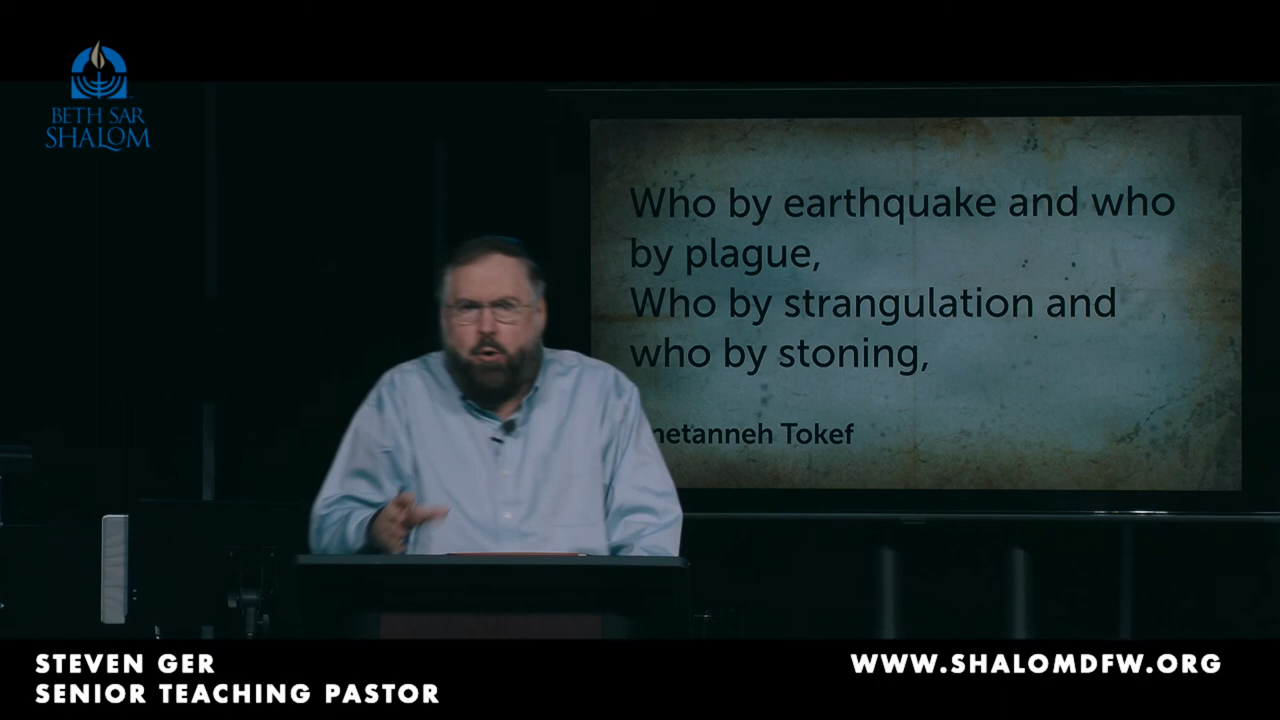 BETH SAR
SHALOM
Who by earthquake and who
by plague,
Who by strangulation and
who by stoning,
netanneh Tokef
STEVEN GER
SENIOR TEACHING PASTOR
WWW.SHALOMDFW.ORG